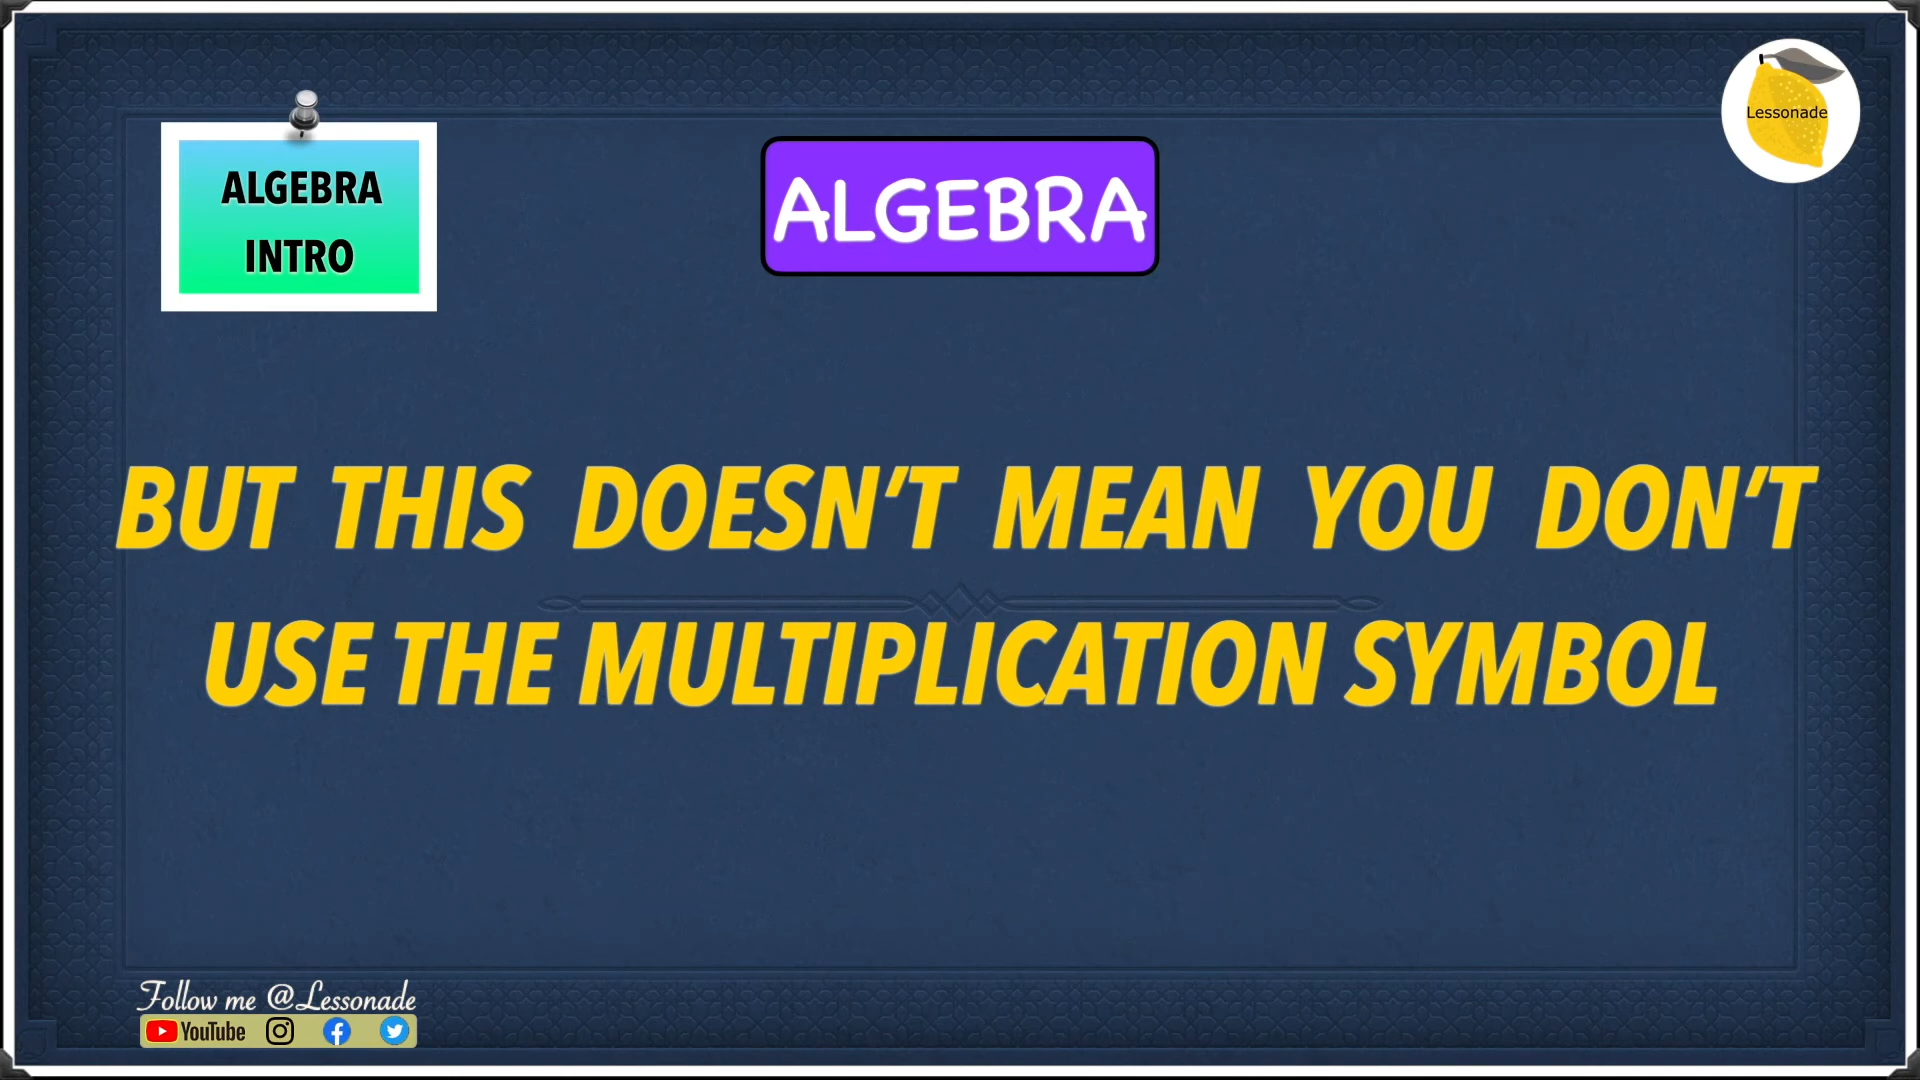 Lessonade
ALGEBRA
INTRO
ALGEBRA
BUT THIS DOESN'T MEAN YOU DON'T
USE THE MULTIPLICATION SYMBOL
Follow me @Lessonade
YouTube